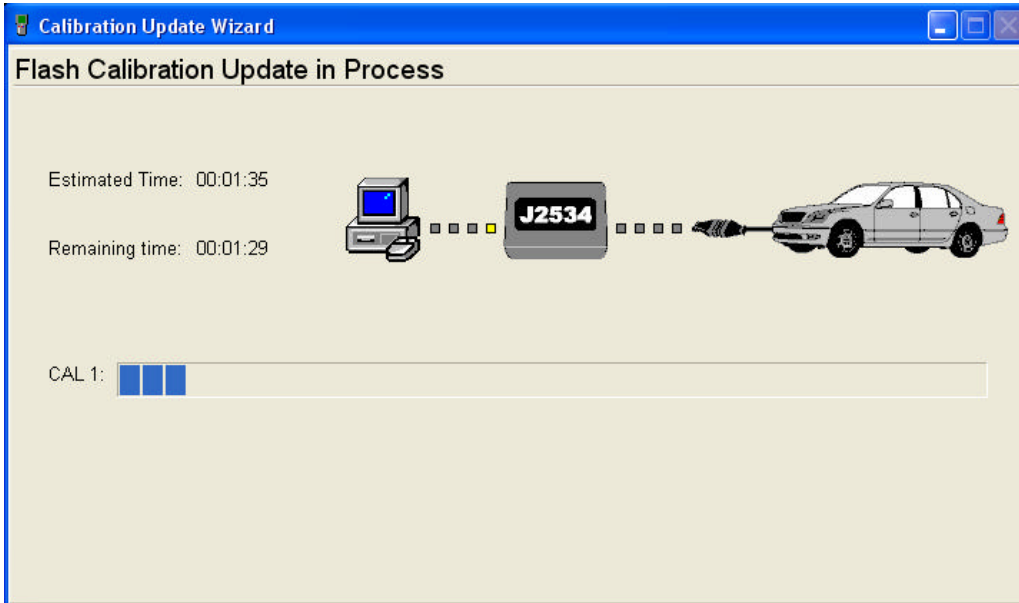 Calibration Update Wizard
Flash Calibration Update in Process
Estimated Time: 00:01:35
J2534
Remaining time: 00:01:29
CAL 1: